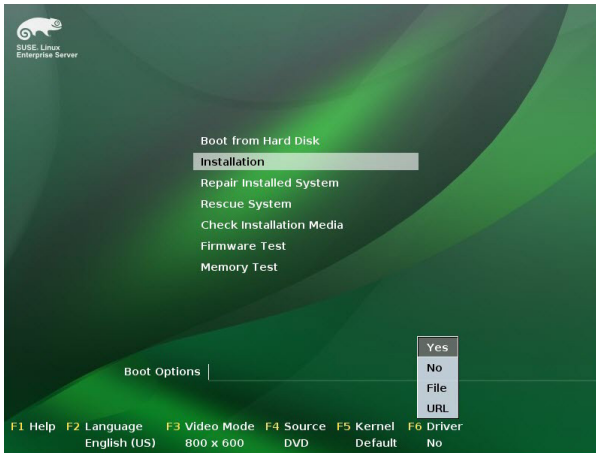 SUSE. Linux
Enterprise Server
Boot from Hard Disk
Installation
Repair Installed System
Rescue System
Check Installation Media
Firmware Test
Memory Test
Boot Options
Yes
No
File
URL
F1 Help F2 Language F3 Video Mode F4 Source F5 Kernel F6 Driver
English (US) 800 x 600 DVD Default No